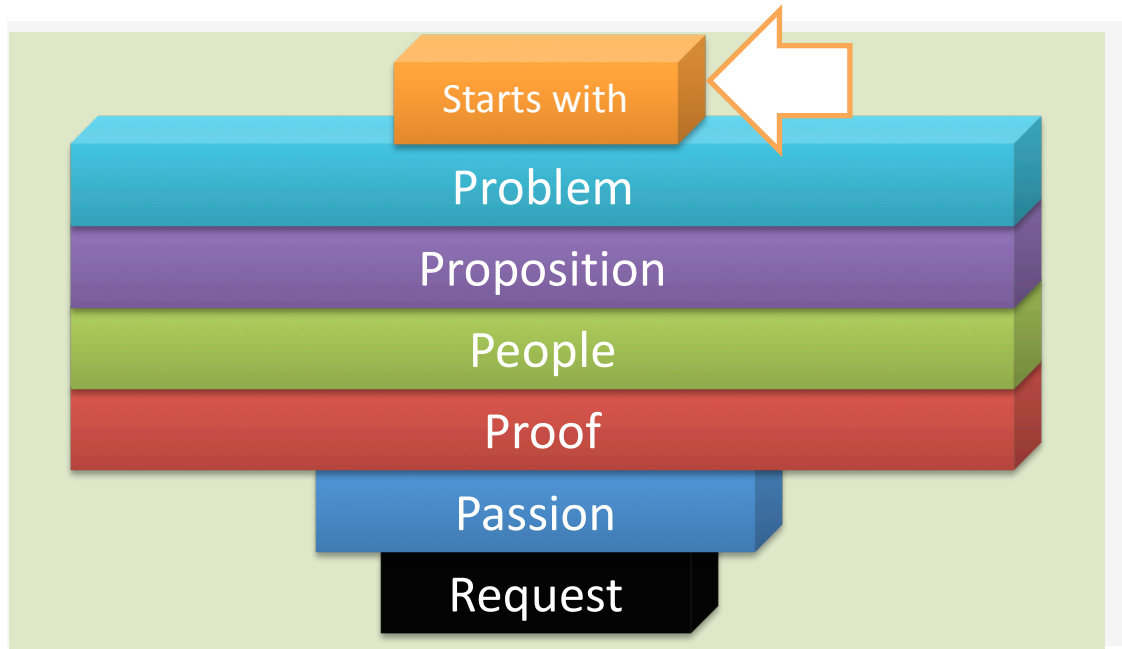 Starts with
Problem
Proposition
People
Proof
Passion
Request